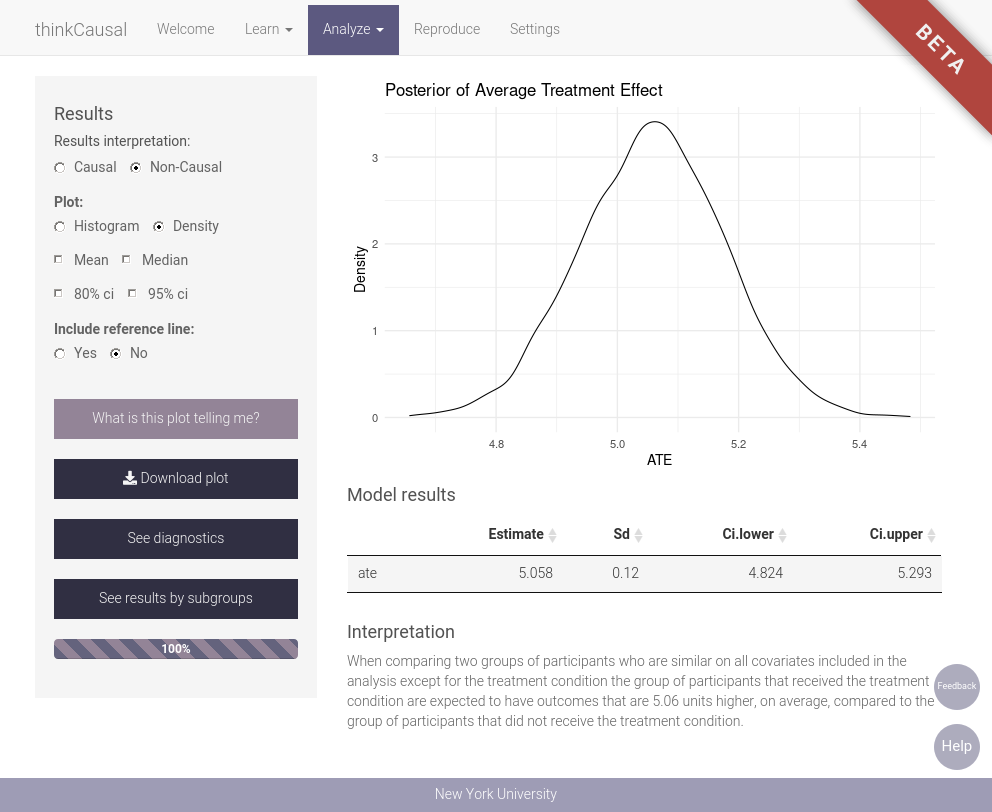 thinkCausal Welcome Learn Analyze Reproduce Settings
BETA
Results
Results interpretation:
Causal Non-Causal
Plot:
Histogram Density
Mean Median
80% ci 95% ci
Include reference line:
Yes No
What is this plot telling me?
Download plot
See diagnostics
See results by subgroups
100%
Posterior of Average Treatment Effect
Density
3
2
1
0
4.8 5.0 5.2 5.4
ATE
Model results
Estimate Sd Ci.lower Ci.upper
ate 5.058 0.12 4.824 5.293
Interpretation
When comparing two groups of participants who are similar on all covariates included in the
analysis except for the treatment condition the group of participants that received the treatment
condition are expected to have outcomes that are 5.06 units higher, on average, compared to the
group of participants that did not receive the treatment condition.
Feedback
Help
New York University